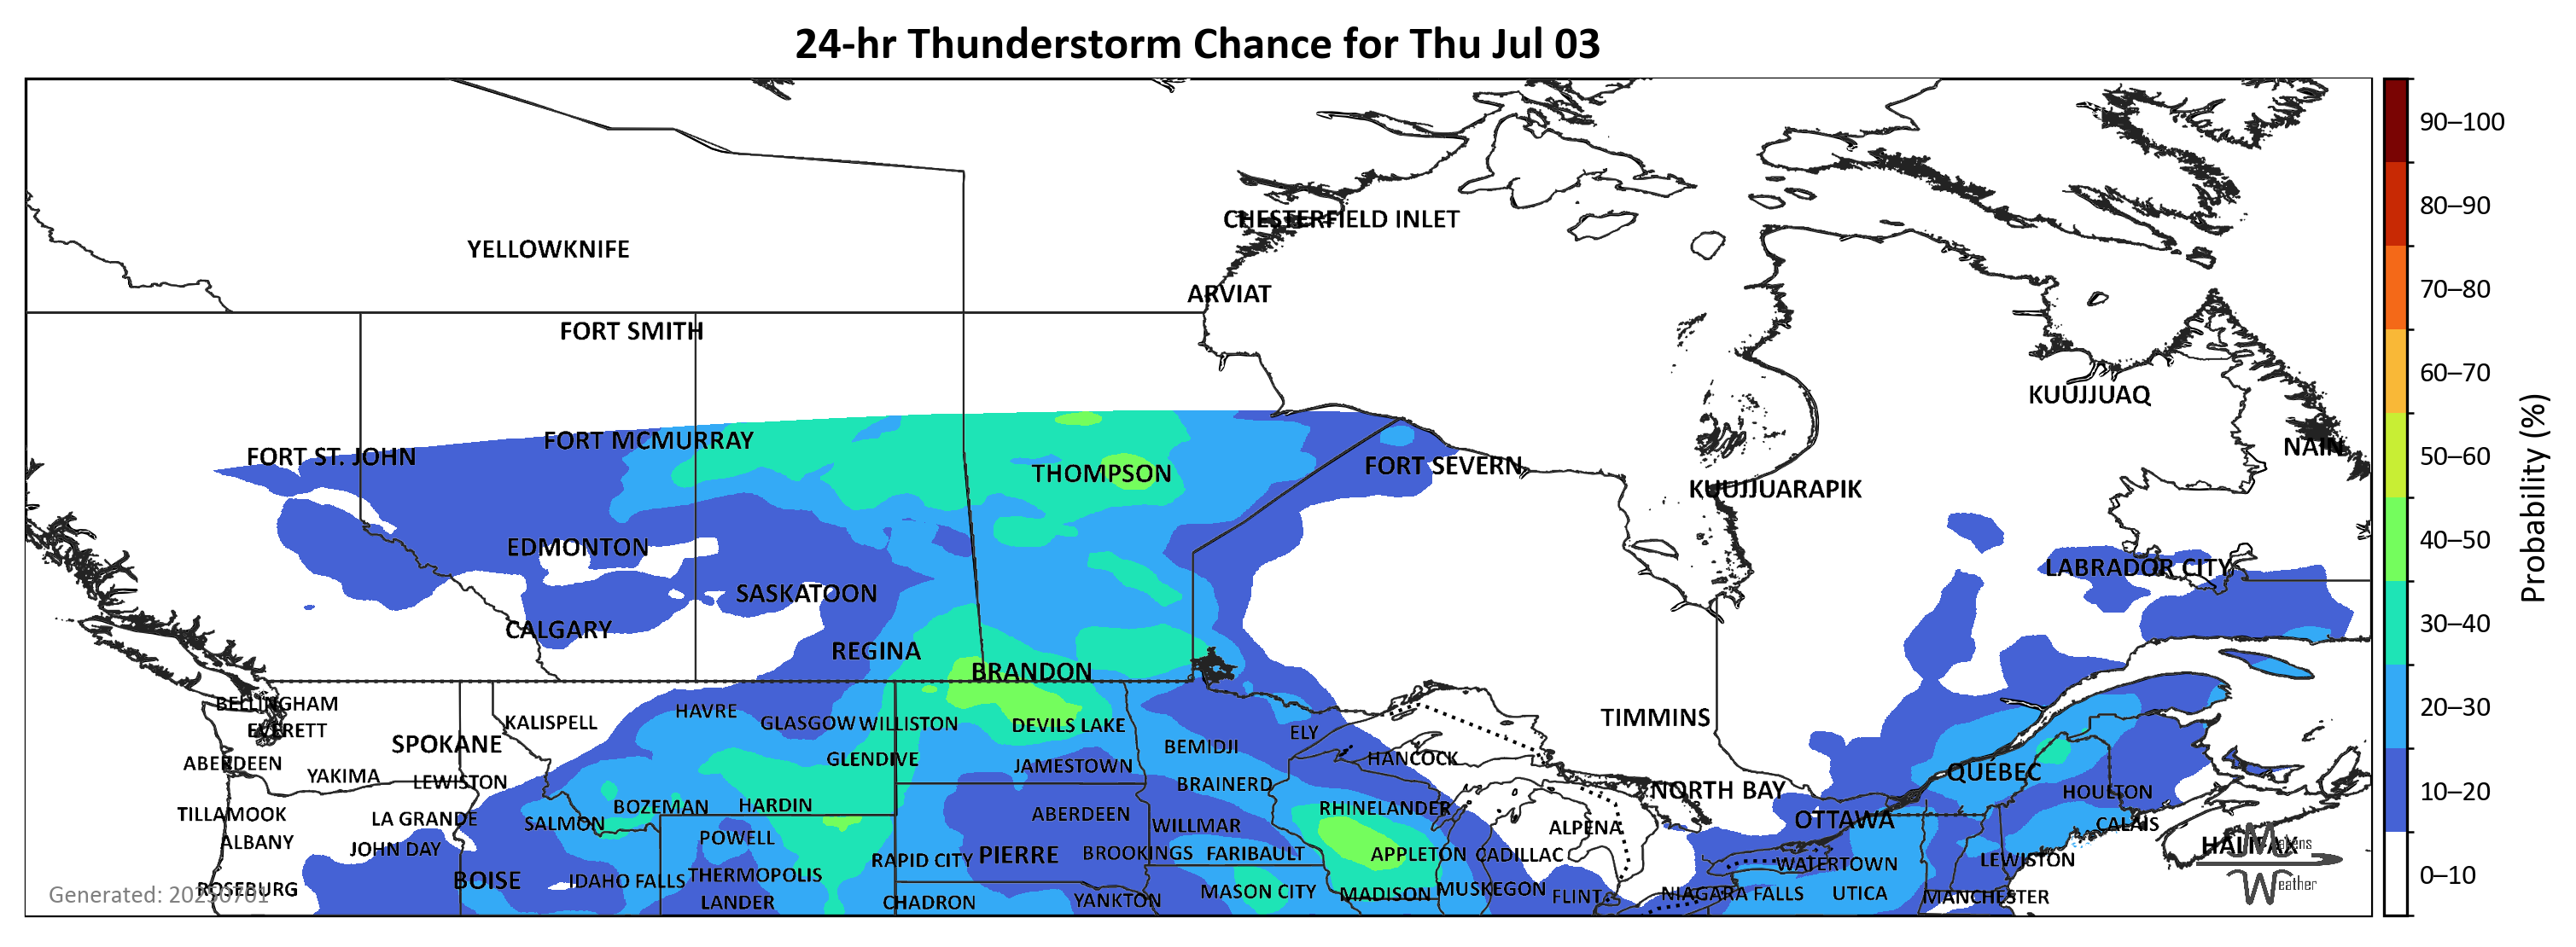 24-hr Thunderstorm Chance for Thu Jul 03
CHESTERFIELD INLET
YELLOWKNIFE
ARVIAT
FORT SMITH
KUUJJUAQ
FORT MCMURRAY
NAIN
FORT ST. JOHN
FORT SEVERN
THOMPSON
KUUJJUARAPIK
EDMONTON
LABRADOR CITY
SASKATOON
CALGARY
REGINA
BRANDON
BELLINGHAM
HAVRE
TIMMINS
KALISPELL
GLASGOW
WILLISTON
DEVILS LAKE
EVERETT
ELY
SPOKANE
BEMIDJI
GLENDIVE
HANCOCK
ABERDEEN
JAMESTOWN
QUÉBEC
YAKIMA
LEWISTON
BRAINERD
NORTH BAY
HOULTON
BOZEMAN
HARDIN
RHINELANDER
TILLAMOOK
LA GRANDE
ABERDEEN
OTTAWA
SALMON
WILLMAR
ALPENA
CALAIS
ALBANY
POWELL
HALIFAX
JOHN DAY
BROOKINGS
FARIBAULT
APPLETON
CADILLAC
PIERRE
RAPID CITY
LEWISTON
WATERTOWN
BOISE
IDAHO FALLS
THERMOPOLIS
ROSEBURG
MASON CITY
MADISON
MUSKEGON
FLINT
NIAGARA FALLS
UTICA
MANCHESTER
LANDER
CHADRON
YANKTON
Generated: 20250701
Weather
90–100
80–90
70–80
60–70
50–60
40–50
30–40
20–30
10–20
0–10
Probability (%)